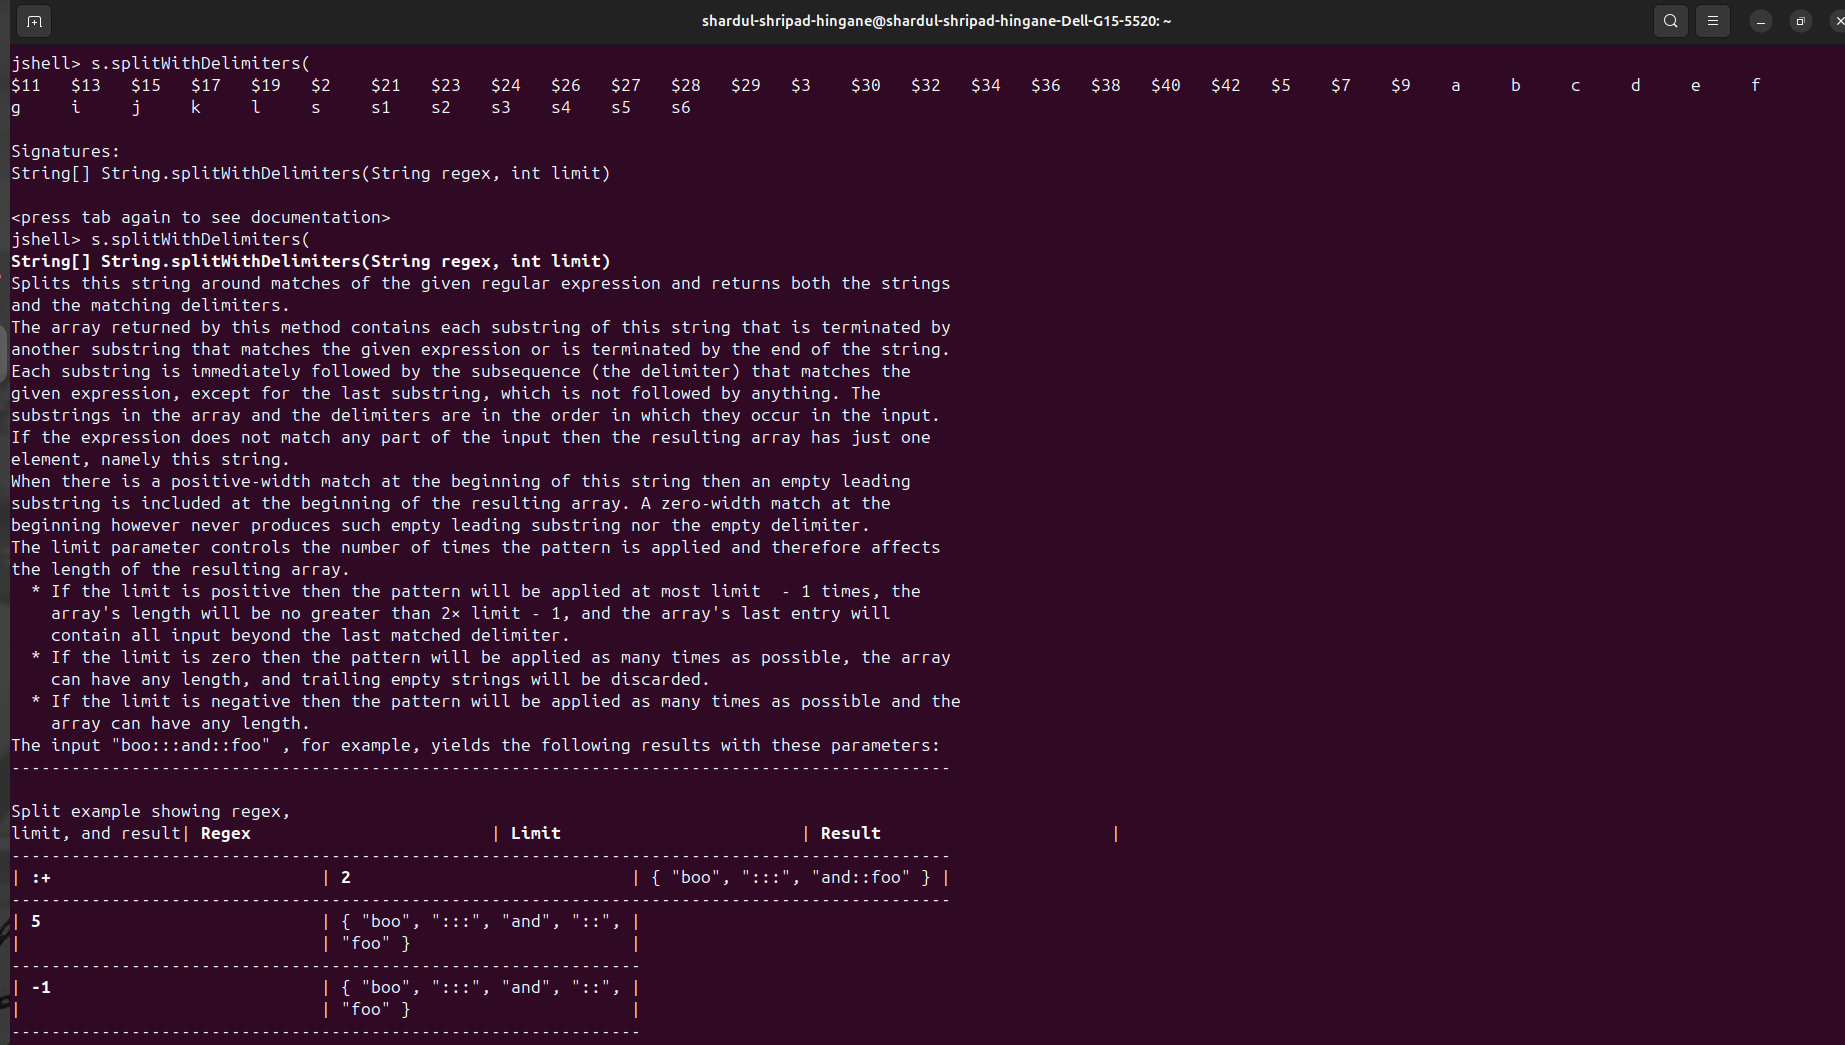 shardul-shripad-hingane@shardul-shripad-hingane-Dell-G15-5520: ~
jshell> s.splitWithDelimiters(
$11 $13 $15 $17 $19 $2 $21 $23 $24 $26 $27 $28 $29 $3 $30 $32 $34 $36 $38 $40 $42 $5 $7 $9 a b c d e f
g i j k l s s1 s2 s3 s4 s5 s6
Signatures:
String[] String.splitWithDelimiters(String regex, int limit)
<press tab again to see documentation>
jshell> s.splitWithDelimiters(
String[] String.splitWithDelimiters(String regex, int limit)
Splits this string around matches of the given regular expression and returns both the strings
and the matching delimiters.
The array returned by this method contains each substring of this string that is terminated by
another substring that matches the given expression or is terminated by the end of the string.
Each substring is immediately followed by the subsequence (the delimiter) that matches the
given expression, except for the last substring, which is not followed by anything. The
substrings in the array and the delimiters are in the order in which they occur in the input.
If the expression does not match any part of the input then the resulting array has just one
element, namely this string.
When there is a positive-width match at the beginning of this string then an empty leading
substring is included at the beginning of the resulting array. A zero-width match at the
beginning however never produces such empty leading substring nor the empty delimiter.
The limit parameter controls the number of times the pattern is applied and therefore affects
the length of the resulting array.
* If the limit is positive then the pattern will be applied at most limit  - 1 times, the
array's length will be no greater than 2× limit - 1, and the array's last entry will
contain all input beyond the last matched delimiter.
* If the limit is zero then the pattern will be applied as many times as possible, the array
can have any length, and trailing empty strings will be discarded.
* If the limit is negative then the pattern will be applied as many times as possible and the
array can have any length.
The input "boo:::and::foo" , for example, yields the following results with these parameters:
----------------------------------------------------------------------------------------------
Split example showing regex,
limit, and result| Regex | Limit | Result |
----------------------------------------------------------------------------------------------
| :+ | 2 | { "boo", ":::", "and::foo" } |
----------------------------------------------------------------------------------------------
| 5 | { "boo", ":::", "and", "::", |
| | "foo" } |
---------------------------------------------------------------
| -1 | { "boo", ":::", "and", "::", |
| | "foo" } |
---------------------------------------------------------------